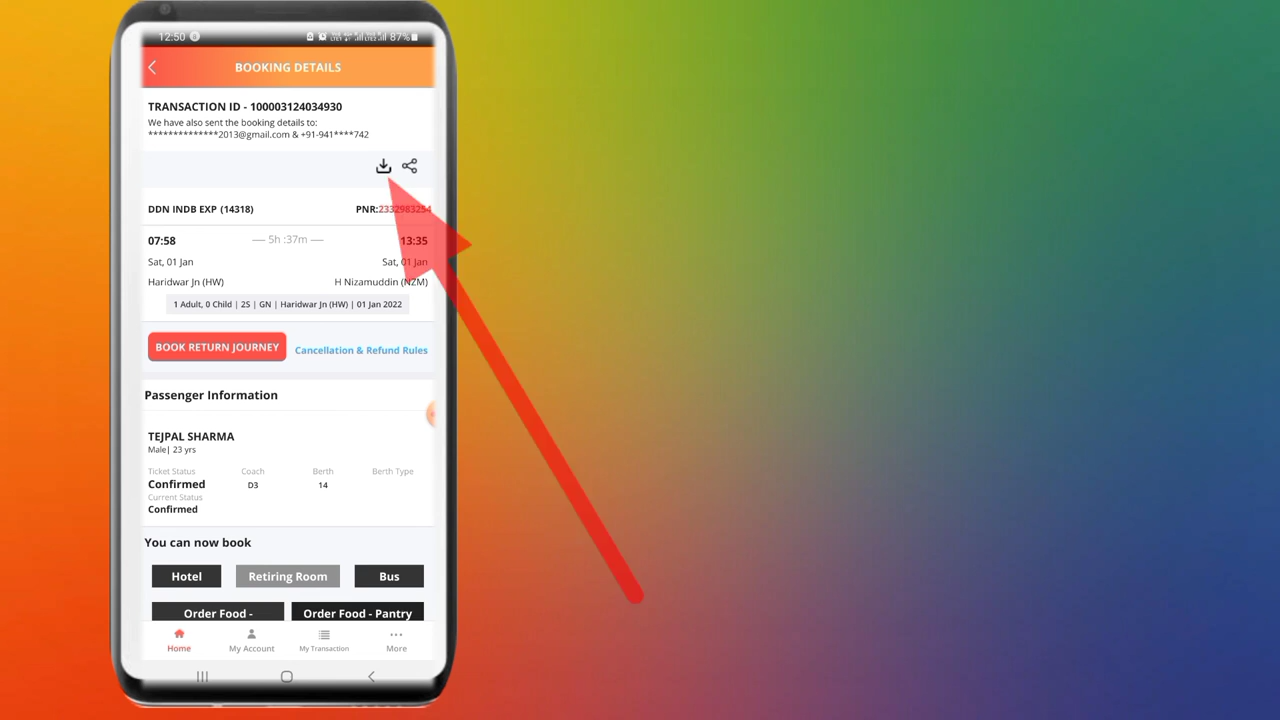 12:50 87%
BOOKING DETAILS
TRANSACTION ID - 100003124034930
We have also sent the booking details to:
**************2013@gmail.com & +91-941****742
DDN INDB EXP (14318) PNR:2332983254
07:58 5h :37m 13:35
Sat, 01 Jan Sat, 01 Jan
Haridwar Jn (HW) H Nizamuddin (NZM)
1 Adult, 0 Child | 2S | GN | Haridwar Jn (HW) | 01 Jan 2022
BOOK RETURN JOURNEY Cancellation & Refund Rules
Passenger Information
TEJPAL SHARMA
Male| 23 yrs
Ticket Status Coach Berth Berth Type
Confirmed D3 14
Current Status
Confirmed
You can now book
Hotel Retiring Room Bus
Order Food - Order Food - Pantry
Home My Account My Transaction More